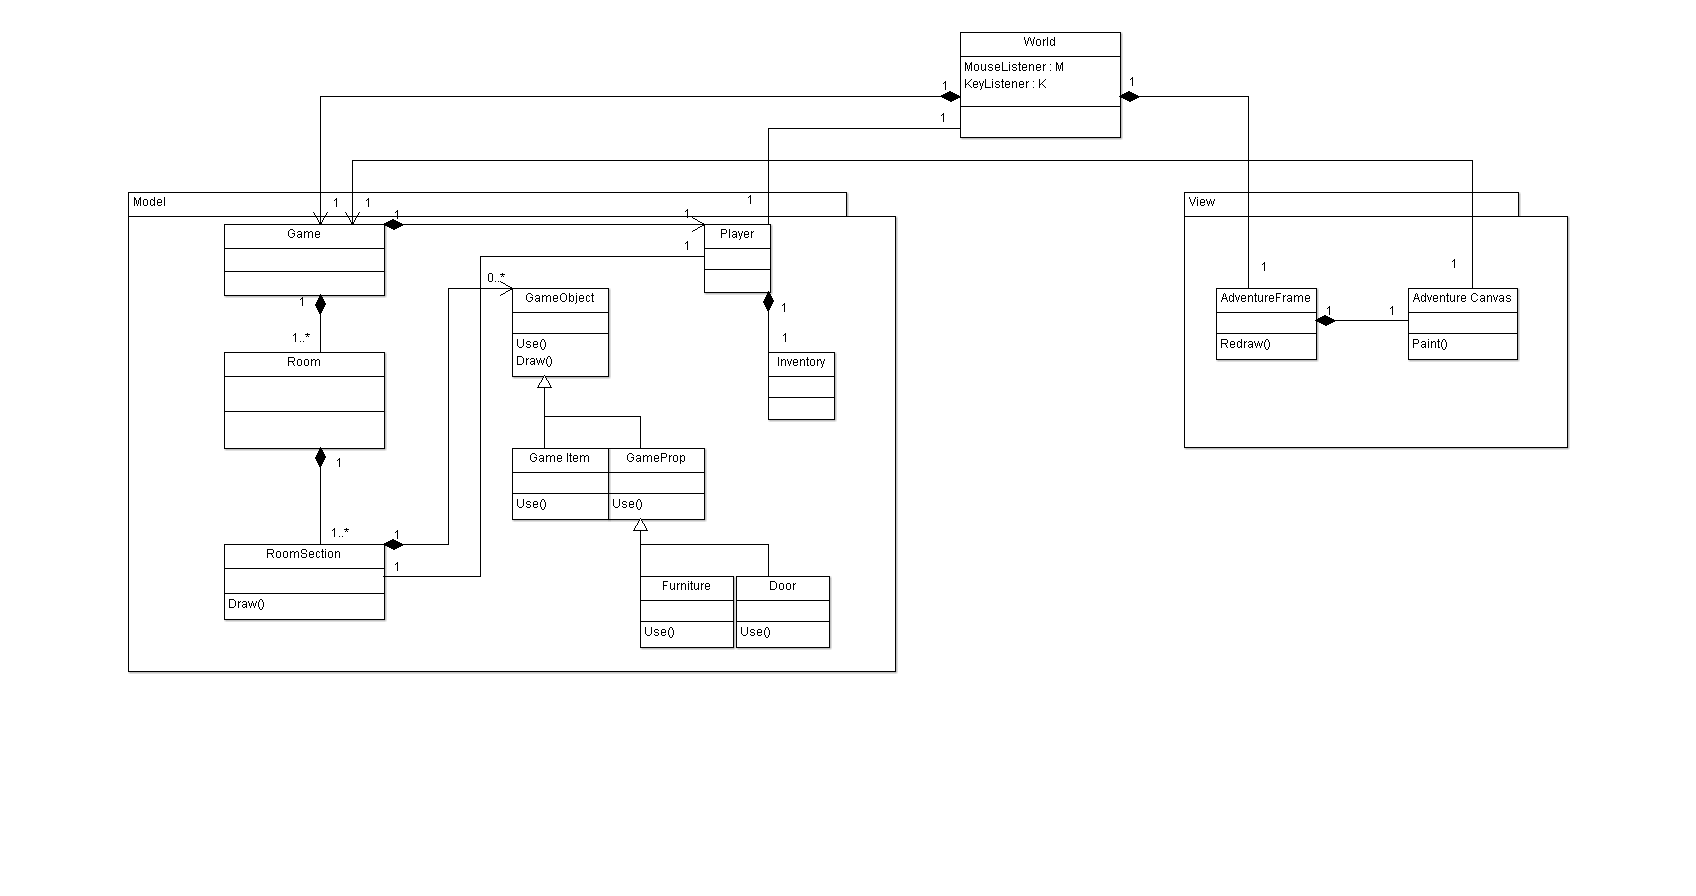 World
MouseListener : M
KeyListener : K
1
1
1
Model
1
1
1
View
1
1
Game
Player
1
1
1
0..*
GameObject
AdventureFrame
Adventure Canvas
1
1
1
1
Use()
Redraw()
Paint()
1..*
1
Draw()
Room
Inventory
1
Game Item
GameProp
Use()
Use()
1..*
1
RoomSection
1
Furniture
Door
Draw()
Use()
Use()